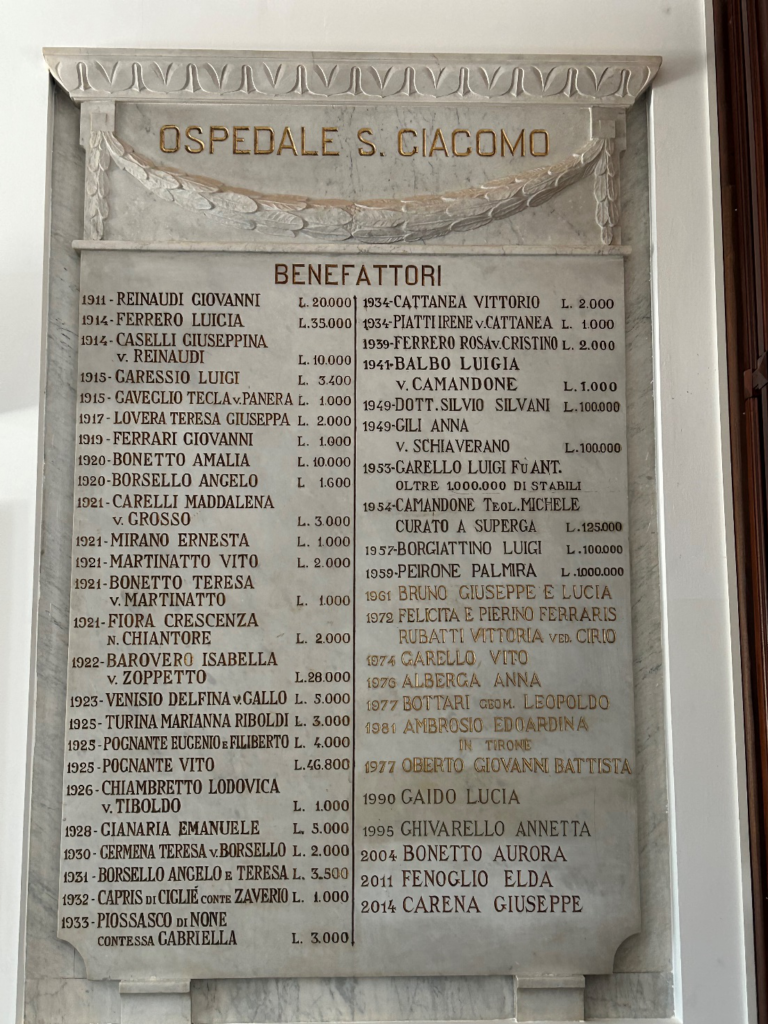 OSPEDALE S. GIACOMO
BENEFATTORI
1911- REINAUDI GIOVANNI L. 20.000
1914- FERRERO LUIGIA L. 35.000
1914- CASELLI GIUSEPPINA
V. REINAUDI L. 10.000
1915- GARESSIO LUIGI L. 3.400
1915- GAVEGLIO TECLA V. PANERA L. 1.000
1917- LOVERA TERESA GIUSEPPA L. 2.000
1919- FERRARI GIOVANNI L. 1.000
1920- BONETTO AMALIA L. 10.000
1920- BORSELLO ANGELO L 1.600
1921- CARELLI MADDALENA
V. GROSSO L. 3.000
1921- MIRANO ERNESTA L. 1.000
1921- MARTINATTO VITO L. 2.000
1921- BONETTO TERESA
V. MARTINATTO L. 1.000
1921- FIORA CRESCENZA
N. CHIANTORE L. 2.000
1922- BAROVERO ISABELLA
V. ZOPPETTO L. 28.000
1923- VENISIO DELFINA V. GALLO L. 5.000
1925- TURINA MARIANNA RIBOLDI L. 3.000
1925- POGNANTE EUGENIO E FILIBERTO L. 4.000
1925- POGNANTE VITO L. 46.800
1926- CHIAMBRETTO LODOVICA
V. TIBOLDO L. 1.000
1928- GIANARIA EMANUELE L. 5.000
1930- GERMENA TERESA V. BORSELLO L. 2.000
1931- BORSELLO ANGELO E TERESA L. 3.500
1932- CAPRIS DI CIGLIÉ CONTE ZAVERIO L. 1.000
1933- PIOSSASCO DI NONE
CONTESSA GABRIELLA L. 3.000
1934- CATTANEA VITTORIO L. 2.000
1934- PIATTI IRENE V. CATTANEA L. 1.000
1939- FERRERO ROSA V. CRISTINO L. 2.000
1941- BALBO LUIGIA
V. CAMANDONE L. 1.000
1949- DOTT. SILVIO SILVANI L. 100.000
1949- GILI ANNA
V. SCHIAVERANO L. 100.000
1953- GARELLO LUIGI FU ANT.
OLTRE 1.000.000 DI STABILI
1954- CAMANDONE TEOL. MICHELE
CURATO A SUPERGA L. 125.000
1957- BORGIATTINO LUIGI L. 100.000
1959- PEIRONE PALMIRA L. 1.000.000
1961 BRUNO GIUSEPPE E LUCIA
1972 FELICITA E PIERINO FERRARIS
RUBATTI VITTORIA VED. CIRIO
1974 GARELLO VITO
1976 ALBERGA ANNA
1977 BOTTARI GEOM. LEOPOLDO
1981 AMBROSIO EDOARDINA
IN TIRONE
1977 OBERTO GIOVANNI BATTISTA
1990 GAIDO LUCIA
1995 GHIVARELLO ANNETTA
2004 BONETTO AURORA
2011 FENOGLIO ELDA
2014 CARENA GIUSEPPE